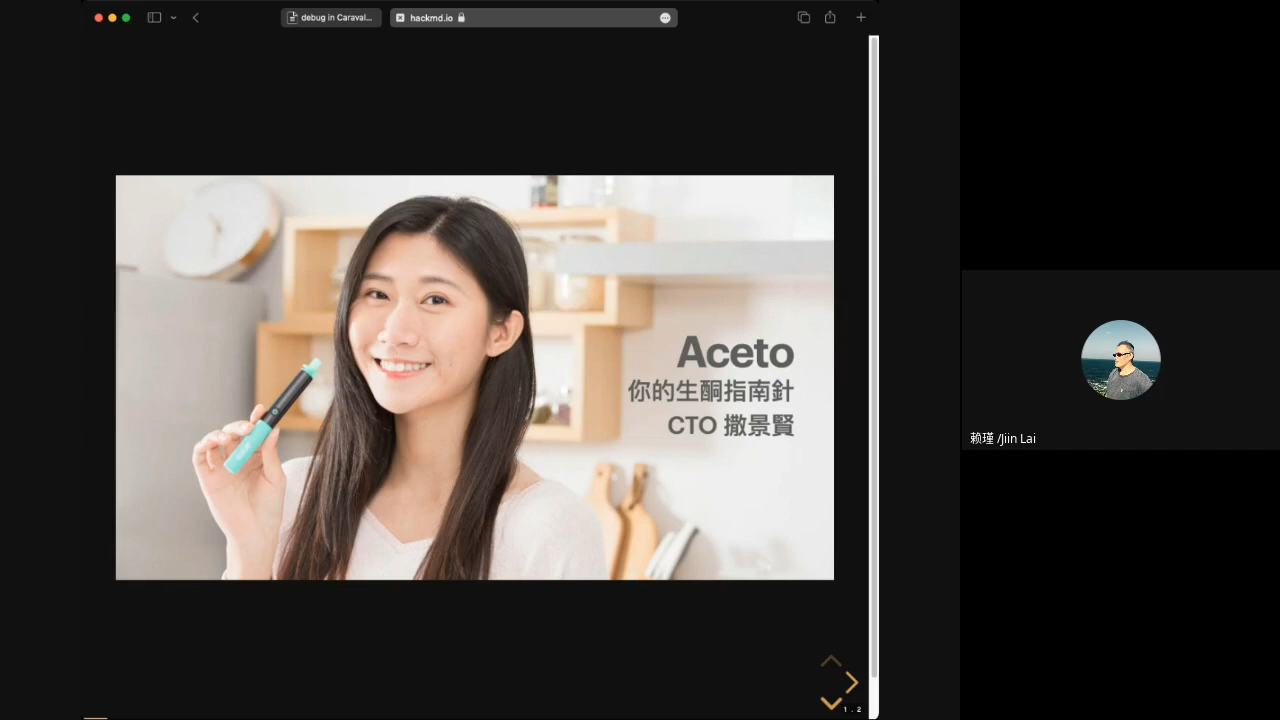 debug in Caraval...
hackmd.io
Aceto
你的生酮指南針
CTO 撒景賢
赖瑾 /Jiin Lai
1 . 2